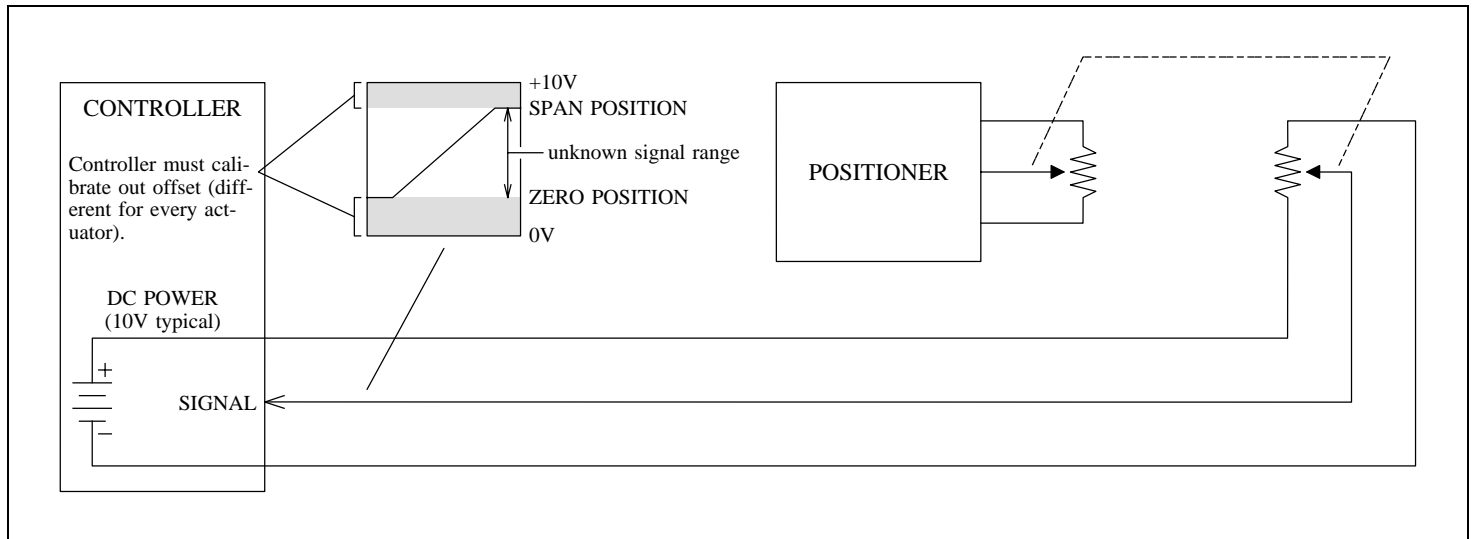 CONTROLLER
Controller must cali-
brate out offset (diff-
erent for every act-
uator).
+10V
SPAN POSITION
unknown signal range
ZERO POSITION
0V
POSITIONER
DC POWER
(10V typical)
+
SIGNAL
−